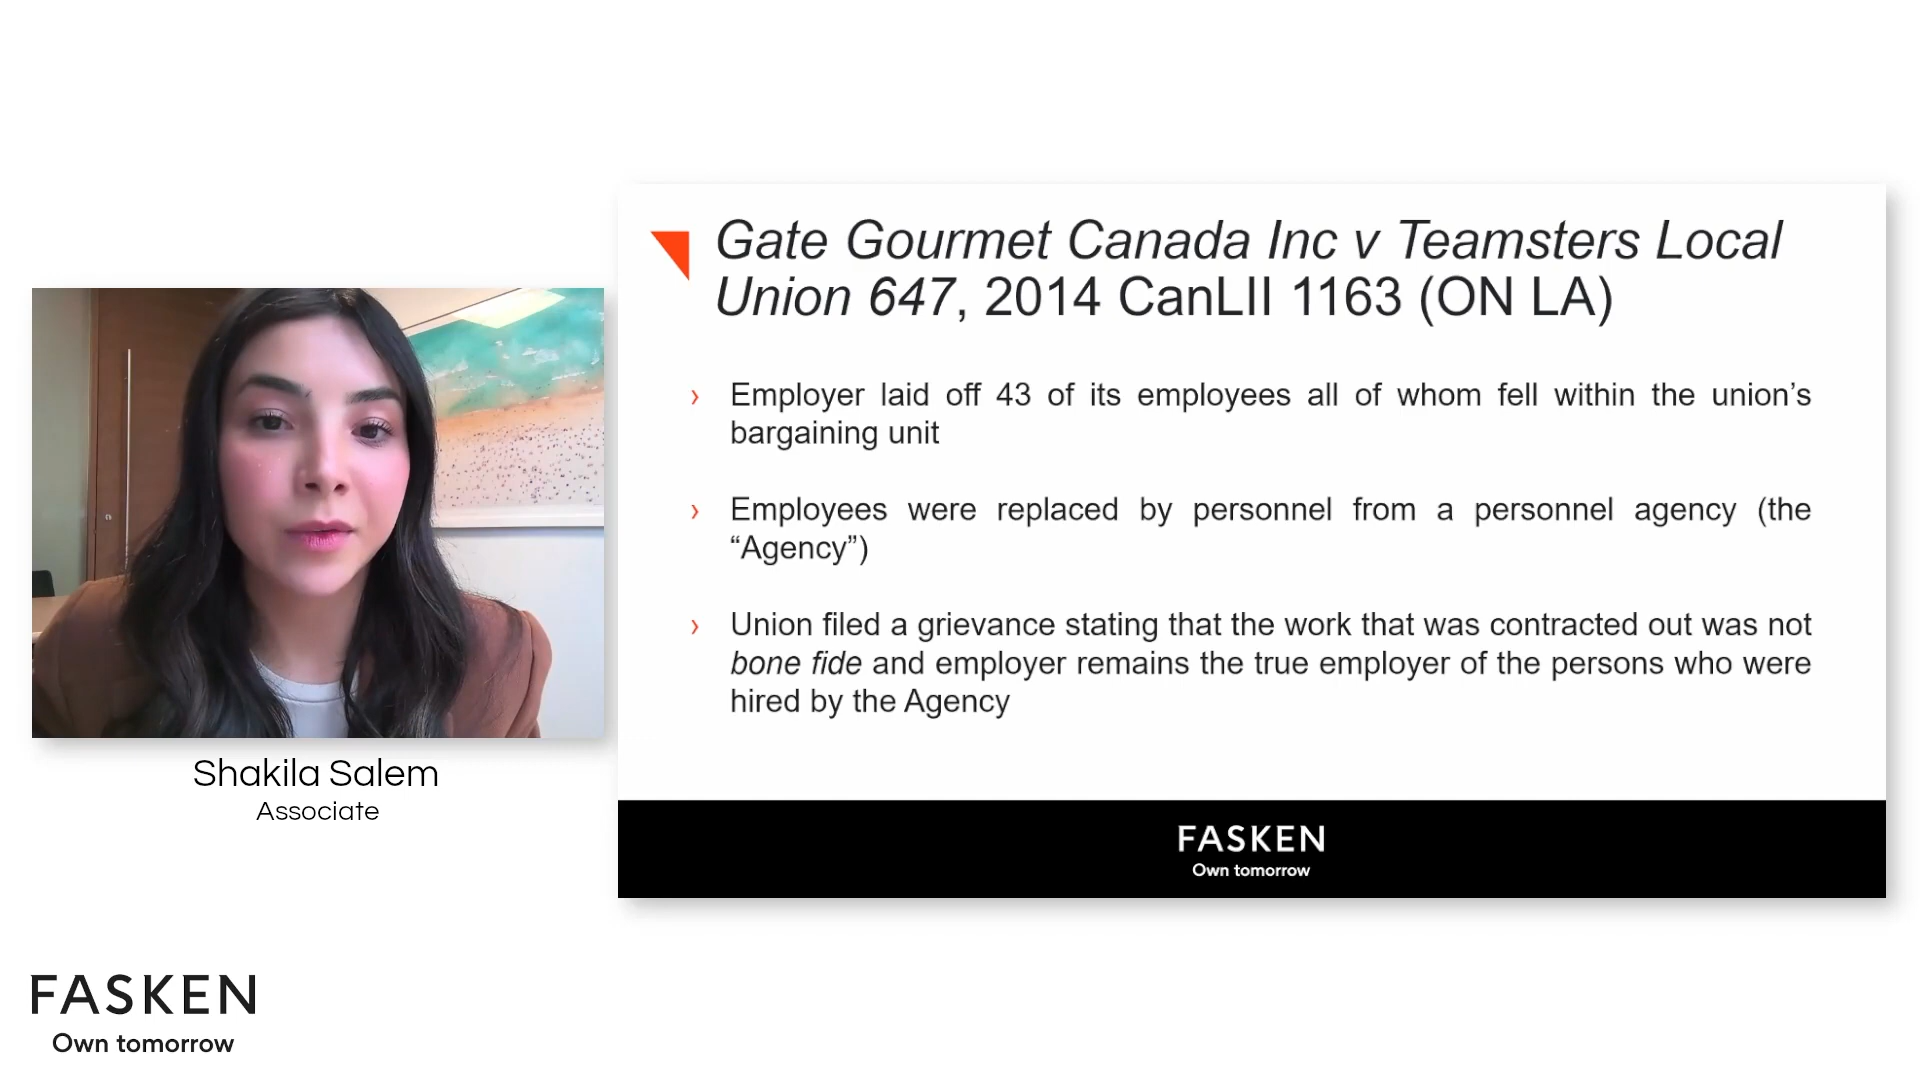 Gate Gourmet Canada Inc v Teamsters Local
Union 647, 2014 CanLII 1163 (ON LA)
› Employer laid off 43 of its employees all of whom fell within the union’s
bargaining unit
› Employees were replaced by personnel from a personnel agency (the
“Agency”)
› Union filed a grievance stating that the work that was contracted out was not
bone fide and employer remains the true employer of the persons who were
hired by the Agency
FASKEN
Own tomorrow
Shakila Salem
Associate
FASKEN
Own tomorrow